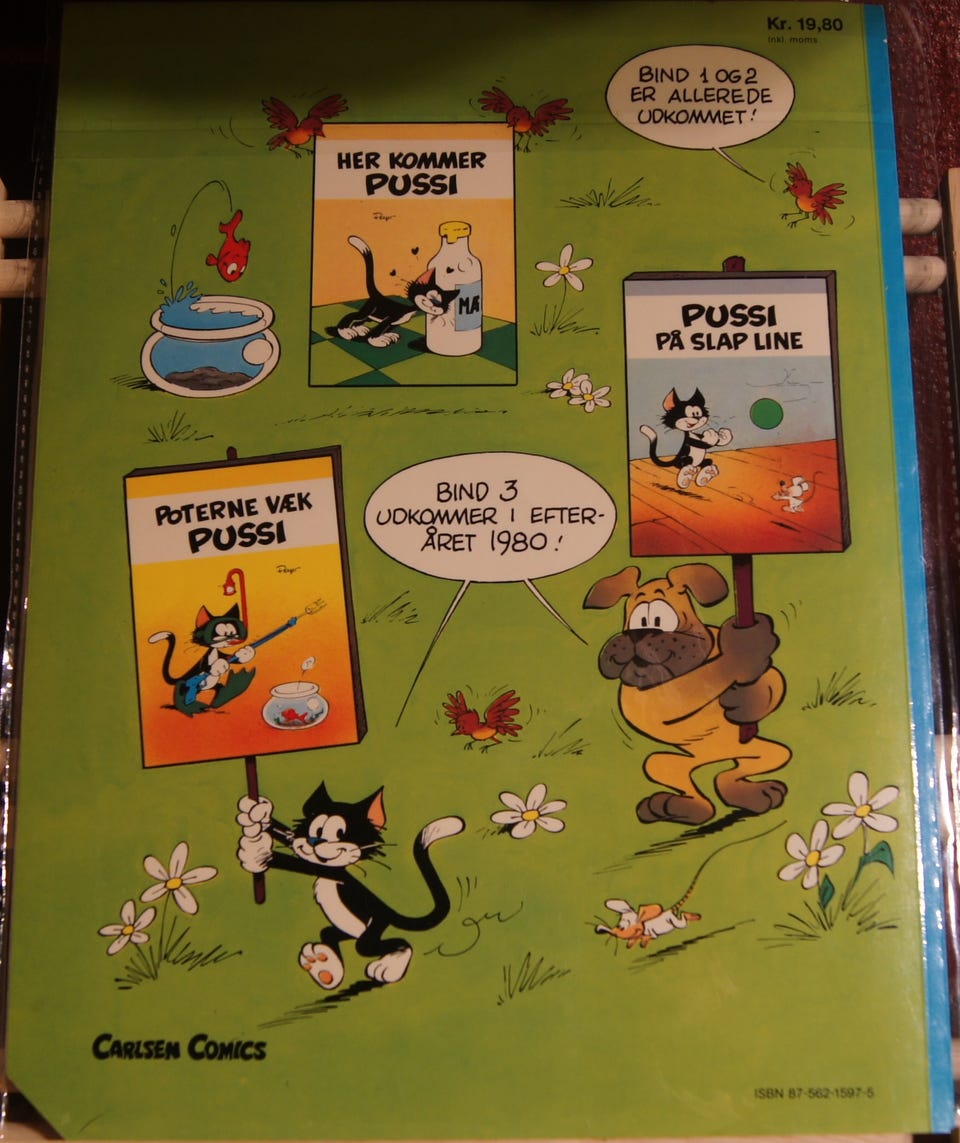 Kr. 19,80
Inkl. moms
BIND 1 OG 2
ER ALLEREDE
UDKOMMET!
HER KOMMER
PUSSI
MÆ
PUSSI
PÅ SLAP LINE
POTERNE VÆK
PUSSI
BIND 3
UDKOMMER I EFTER-
ÅRET 1980!
CARLSEN COMICS
ISBN 87-562-1597-5